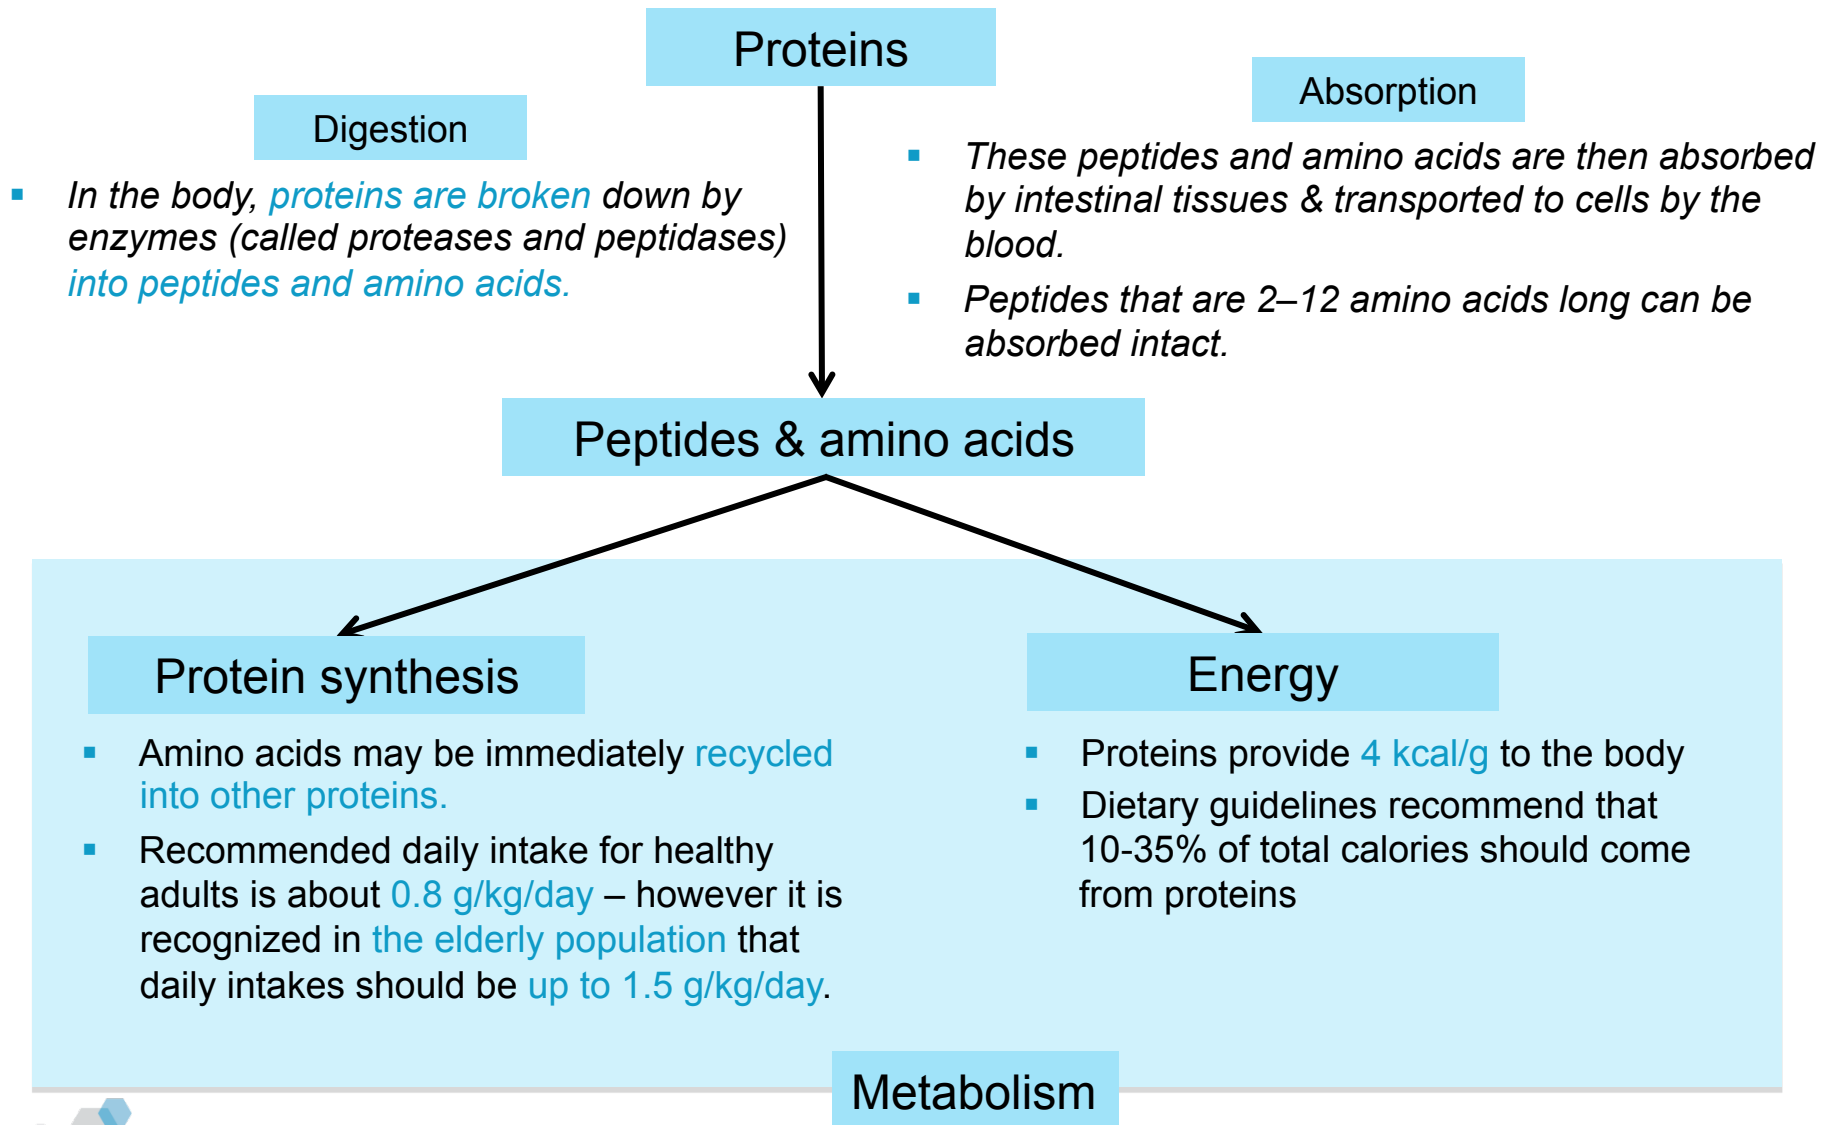 Proteins
Digestion
▪ In the body, proteins are broken down by
enzymes (called proteases and peptidases)
into peptides and amino acids.
Absorption
▪ These peptides and amino acids are then absorbed
by intestinal tissues & transported to cells by the
blood.
▪ Peptides that are 2–12 amino acids long can be
absorbed intact.
Peptides & amino acids
Protein synthesis
▪ Amino acids may be immediately recycled
into other proteins.
▪ Recommended daily intake for healthy
adults is about 0.8 g/kg/day – however it is
recognized in the elderly population that
daily intakes should be up to 1.5 g/kg/day.
Energy
▪ Proteins provide 4 kcal/g to the body
▪ Dietary guidelines recommend that
10-35% of total calories should come
from proteins
Metabolism